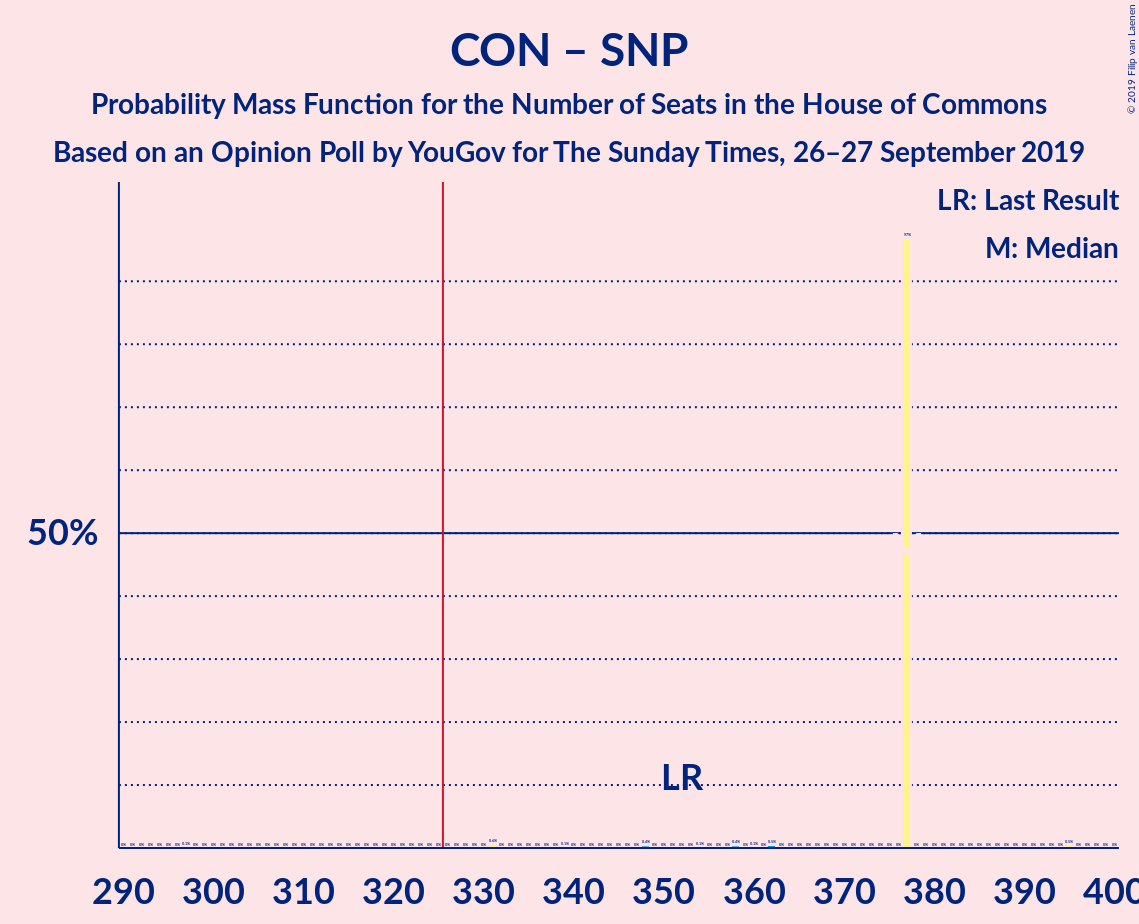 CON – SNP
Probability Mass Function for the Number of Seats in the House of Commons
Based on an Opinion Poll by YouGov for The Sunday Times, 26–27 September 2019
© 2019 Filip van Laenen
LR: Last Result
M: Median
97%
50%
LR
290 300 310 320 330 340 350 360 370 380 390 400